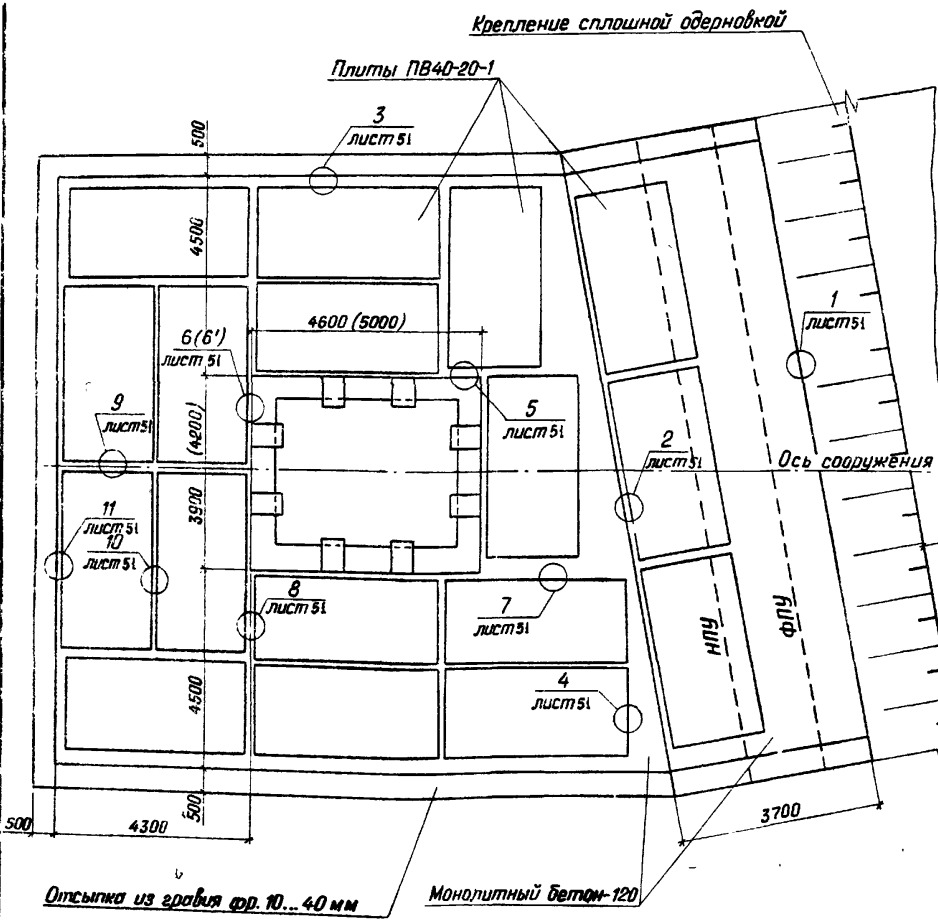 Крепление сплошной одерновкой
Плиты ПВ40-20-1
3
лист 51
500
4500
4600 (5000)
6(6')
лист 51
1
лист 51
9
лист 51
(4200)
3900
5
лист 51
2
лист 51
Ось сооружения
11
лист 51
10
лист 51
8
лист 51
7
лист 51
НПУ
ФПУ
4500
4
лист 51
500
500
4300
3700
Отсыпка из гравия фр. 10... 40 мм
Монолитный бетон-120